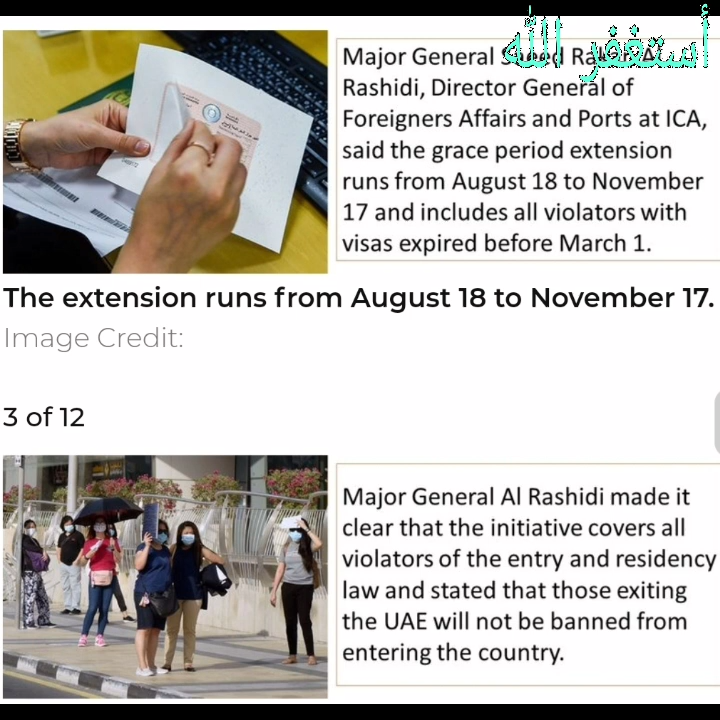 أستغفر الله
Major General Saeed Rakan Al
Rashidi, Director General of
Foreigners Affairs and Ports at ICA,
said the grace period extension
runs from August 18 to November
17 and includes all violators with
visas expired before March 1.
The extension runs from August 18 to November 17.
Image Credit:
3 of 12
Major General Al Rashidi made it
clear that the initiative covers all
violators of the entry and residency
law and stated that those exiting
the UAE will not be banned from
entering the country.